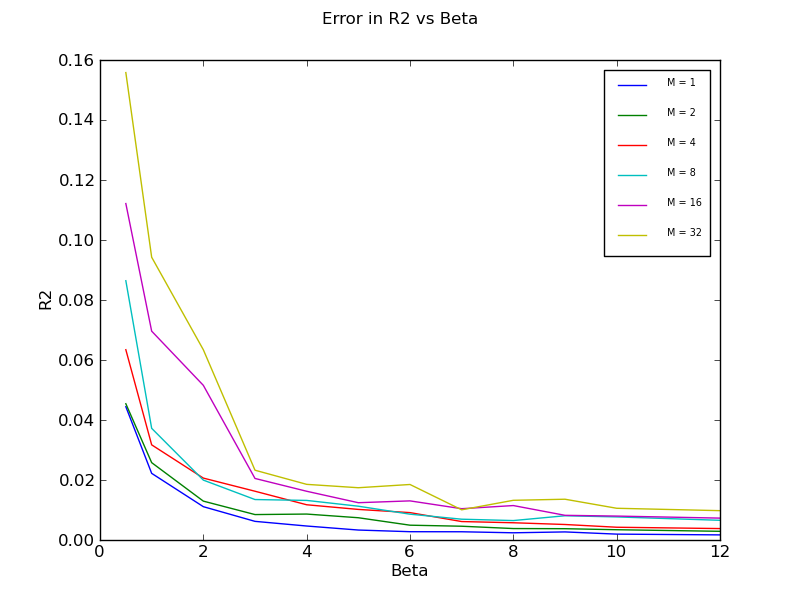 Error in R2 vs Beta
0.16
0.14
0.12
0.10
0.08
0.06
0.04
0.02
0.00
R2
M = 1
M = 2
M = 4
M = 8
M = 16
M = 32
0 2 4 6 8 10 12
Beta